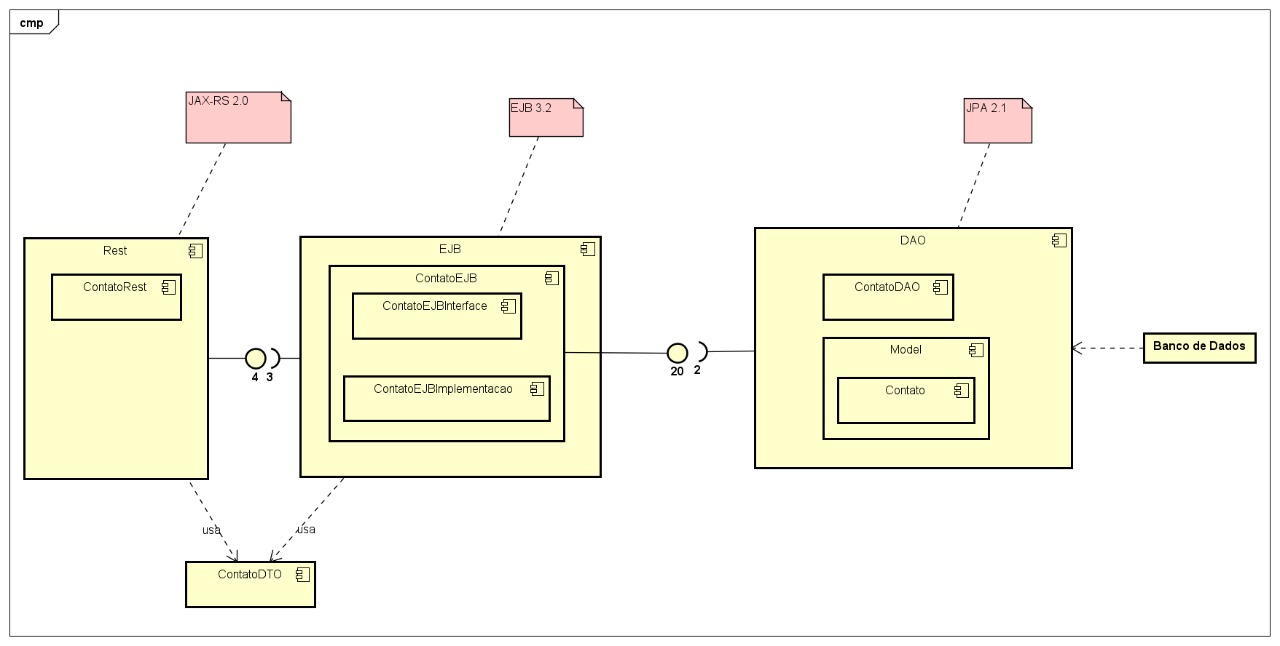 cmp
JAX-RS 2.0
EJB 3.2
JPA 2.1
Rest
ContatoRest
EJB
ContatoEJB
ContatoEJBInterface
ContatoEJBImplementacao
DAO
ContatoDAO
Model
Contato
Banco de Dados
4
3
20
2
usa
usa
ContatoDTO